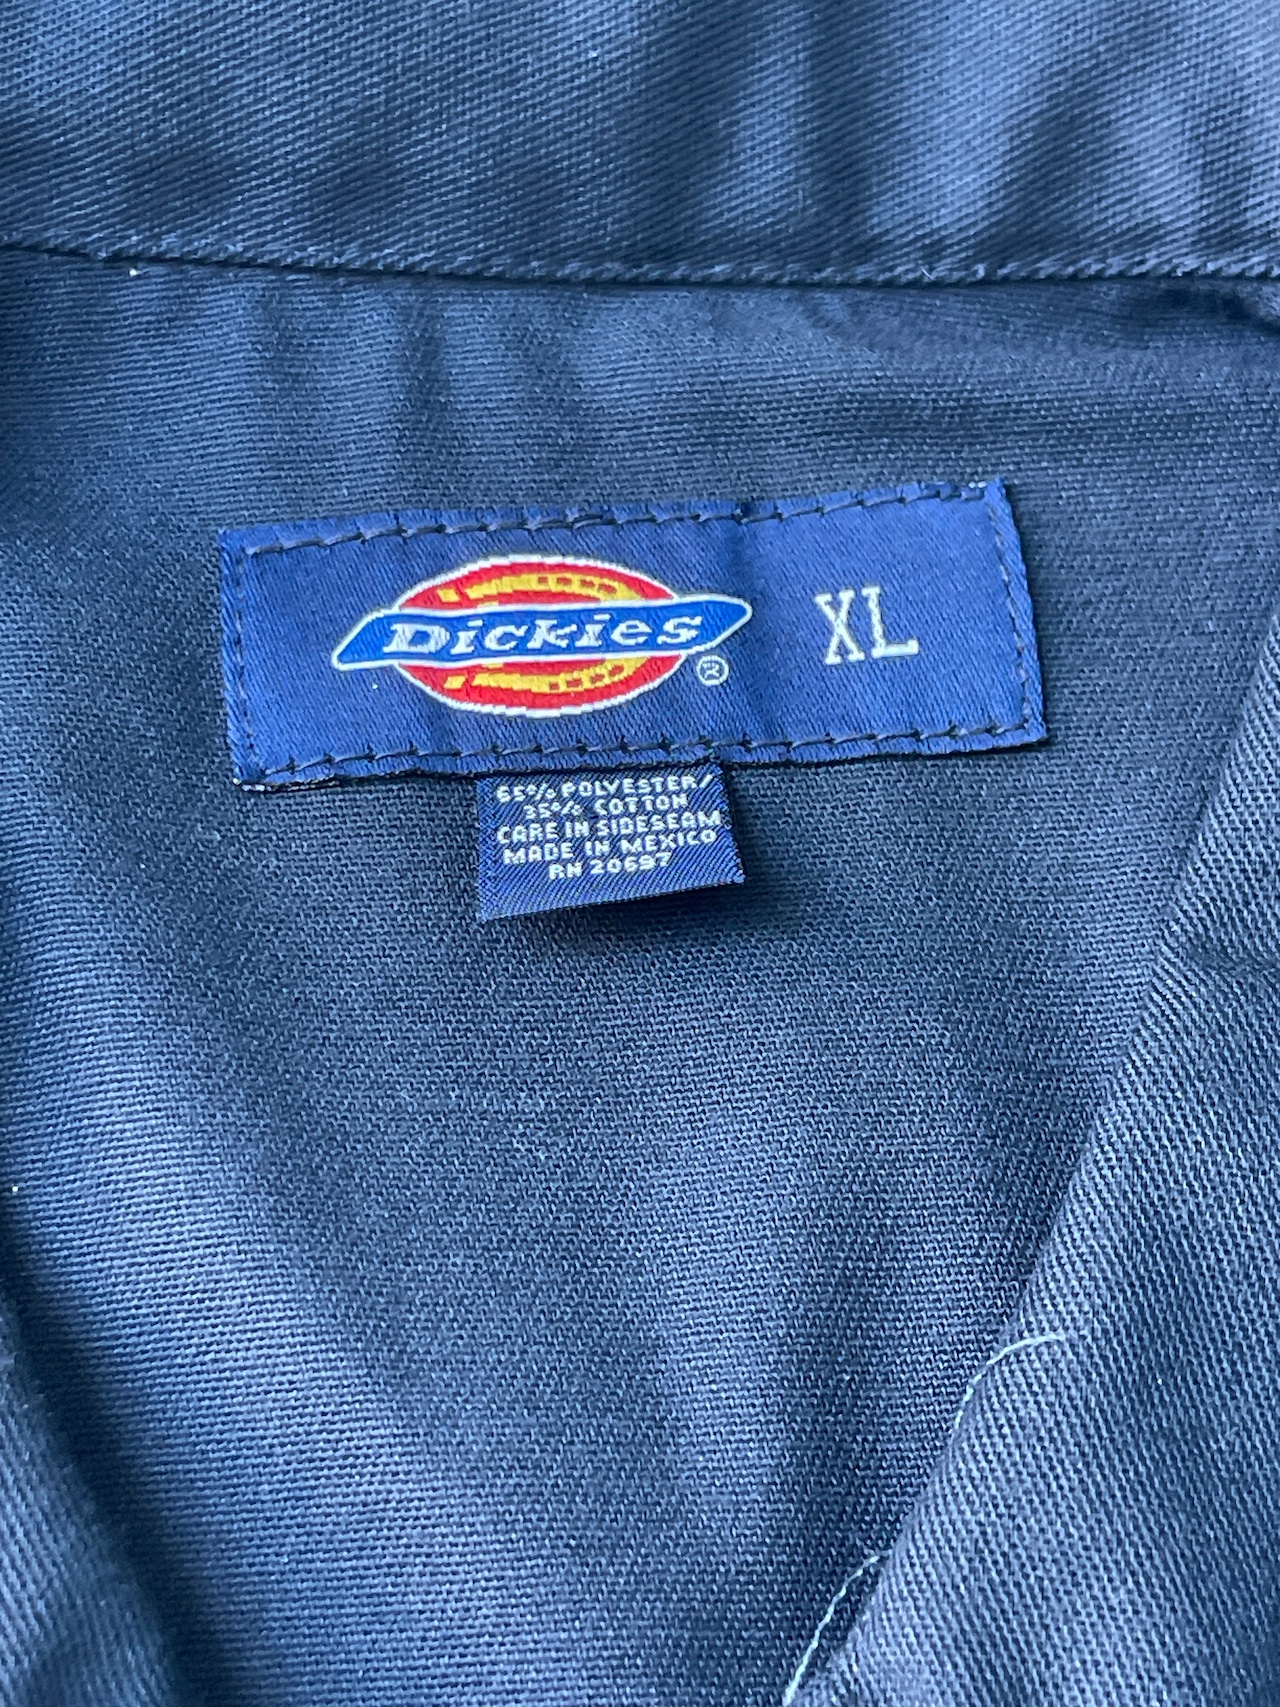 Dickies® XL
65% POLYESTER/
35% COTTON
CARE IN SIDESEAM
MADE IN MEXICO
RN 20697